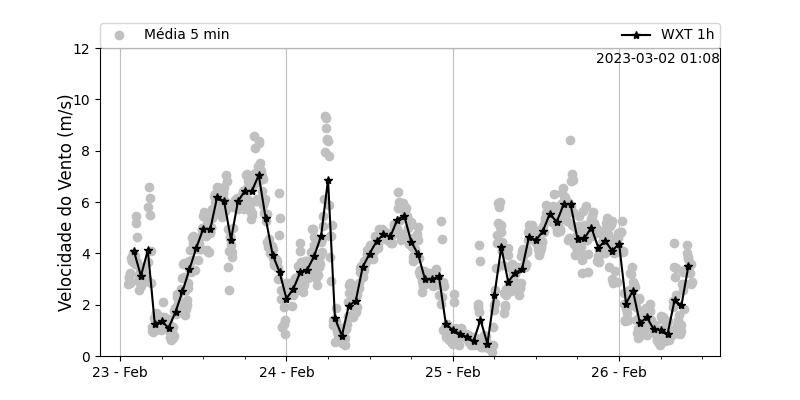 Média 5 min
WXT 1h
2023-03-02 01:08
Velocidade do Vento (m/s)
12
10
8
6
4
2
0
23 - Feb
24 - Feb
25 - Feb
26 - Feb